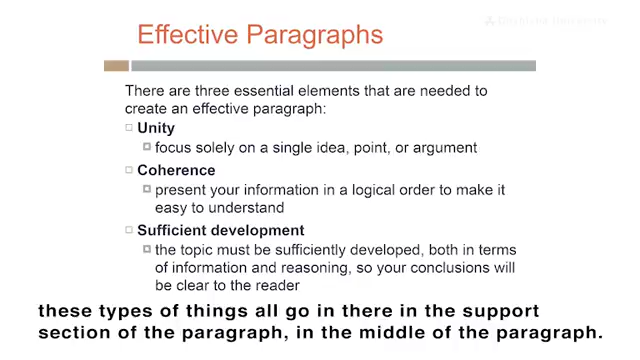 Effective Paragraphs
There are three essential elements that are needed to
create an effective paragraph:
Unity
focus solely on a single idea, point, or argument
Coherence
present your information in a logical order to make it
easy to understand
Sufficient development
the topic must be sufficiently developed, both in terms
of information and reasoning, so your conclusions will
be clear to the reader
these types of things all go in there in the support
section of the paragraph, in the middle of the paragraph.